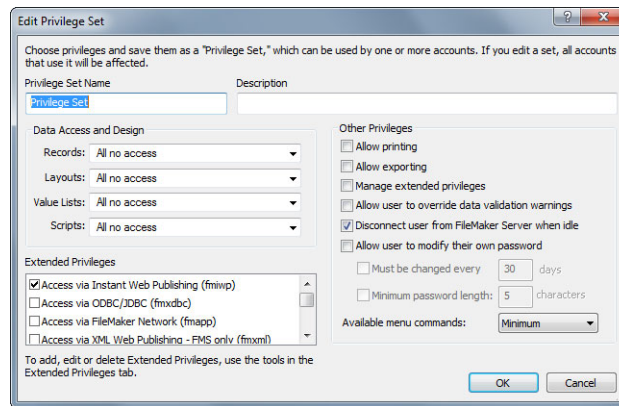 Edit Privilege Set
Choose privileges and save them as a "Privilege Set," which can be used by one or more accounts. If you edit a set, all accounts
that use it will be affected.
Privilege Set Name
Description
Privilege Set
Data Access and Design
Records: All no access
Layouts: All no access
Value Lists: All no access
Scripts: All no access
Extended Privileges
Access via Instant Web Publishing (fmiwp)
Access via ODBC/JDBC (fmxdbc)
Access via FileMaker Network (fmapp)
Access via XML Web Publishing - FMS only (fmxml)
To add, edit or delete Extended Privileges, use the tools in the
Extended Privileges tab.
Other Privileges
Allow printing
Allow exporting
Manage extended privileges
Allow user to override data validation warnings
Disconnect user from FileMaker Server when idle
Allow user to modify their own password
Must be changed every 30 days
Minimum password length: 5 characters
Available menu commands: Minimum
OK
Cancel